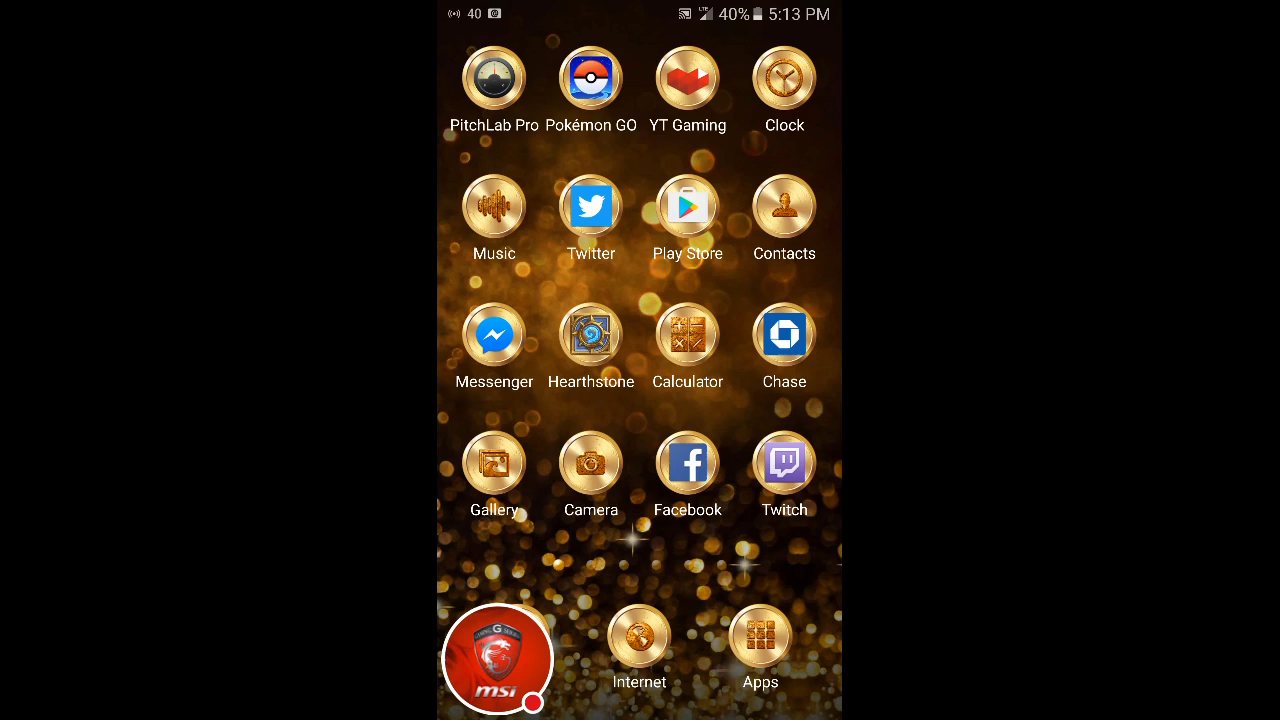 40 40% 5:13 PM
PitchLab Pro Pokémon GO YT Gaming Clock
Music Twitter Play Store Contacts
Messenger Hearthstone Calculator Chase
Gallery Camera Facebook Twitch
G
msi
Internet Apps